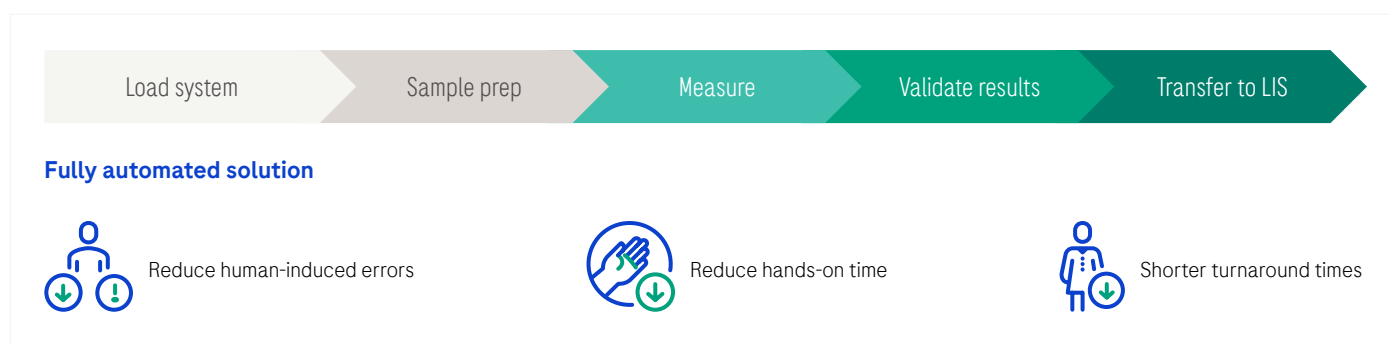 Load system
Sample prep
Measure
Validate results
Transfer to LIS
Fully automated solution
Reduce human-induced errors
Reduce hands-on time
Shorter turnaround times